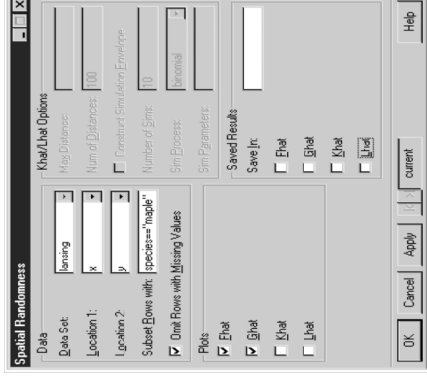 Spatial Randomness
Data
Data Set: lansing
Location 1: x
Location 2: y
Subset Rows with: species=="maple"
Omit Rows with Missing Values
Plots
Fhat
Ghat
Khat
Lhat
Khat/Lhat Options
Max Distance:
Num of Distances: 100
Construct Simulation Envelope
Number of Sims: 10
Sim Process: binomial
Sim Parameters:
Saved Results
Save In:
Fhat
Ghat
Khat
Lhat
OK
Cancel
Apply
current
Help